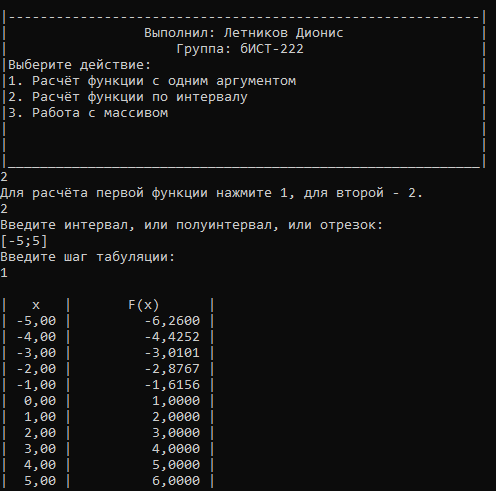 |-----------------------------------------------------------|
|                 Выполнил: Летников Дионис                 |
|                     Группа: бИСТ-222                      |
|Выберите действие:                                         |
|1. Расчёт функции с одним аргументом                       |
|2. Расчёт функции по интервалу                             |
|3. Работа с массивом                                       |
|                                                           |
|                                                           |
|___________________________________________________________|
2
Для расчёта первой функции нажмите 1, для второй - 2.
2
Введите интервал, или полуинтервал, или отрезок:
[-5;5]
Введите шаг табуляции:
1

|   x   |       F(x)      |
| -5,00 |         -6,2600 |
| -4,00 |         -4,4252 |
| -3,00 |         -3,0101 |
| -2,00 |         -2,8767 |
| -1,00 |         -1,6156 |
|  0,00 |          1,0000 |
|  1,00 |          2,0000 |
|  2,00 |          3,0000 |
|  3,00 |          4,0000 |
|  4,00 |          5,0000 |
|  5,00 |          6,0000 |